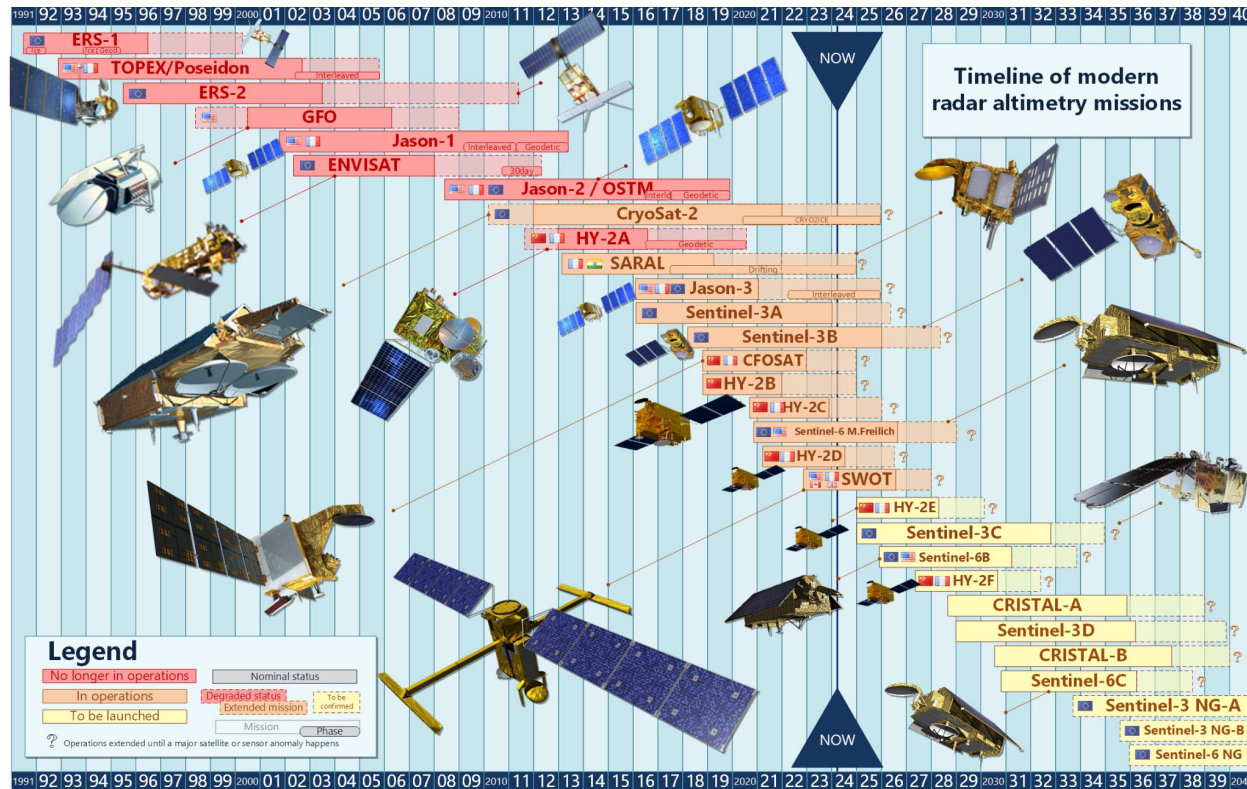 1991 92 93 94 95 96 97 98 99 2000 01 02 03 04 05 06 07 08 09 2010 11 12 13 14 15 16 17 18 19 2020 21 22 23 24 25 26 27 28 29 2030 31 32 33 34 35 36 37 38 39 40
NOW
Timeline of modern
radar altimetry missions
ERS-1
Ice Ice Geod
TOPEX/Poseidon
Interleaved
ERS-2
GFO
Jason-1
Interleaved Geodetic
ENVISAT
30day
Jason-2 / OSTM
Interld Geodetic
CryoSat-2 ?
CRYO2ICE
HY-2A
Geodetic
SARAL ?
Drifting
Jason-3 ?
Interleaved
Sentinel-3A ?
Sentinel-3B ?
CFOSAT ?
HY-2B ?
HY-2C ?
Sentinel-6 M.Freilich ?
HY-2D ?
SWOT ?
HY-2E ?
Sentinel-3C ?
Sentinel-6B ?
HY-2F ?
CRISTAL-A ?
Sentinel-3D ?
CRISTAL-B ?
Sentinel-6C ?
Sentinel-3 NG-A
Sentinel-3 NG-B
Sentinel-6 NG
Legend
No longer in operations
In operations
To be launched
Nominal status
Degraded status
Extended mission
To be
confirmed
Mission
Phase
? Operations extended until a major satellite or sensor anomaly happens
NOW
1991 92 93 94 95 96 97 98 99 2000 01 02 03 04 05 06 07 08 09 2010 11 12 13 14 15 16 17 18 19 2020 21 22 23 24 25 26 27 28 29 2030 31 32 33 34 35 36 37 38 39 204